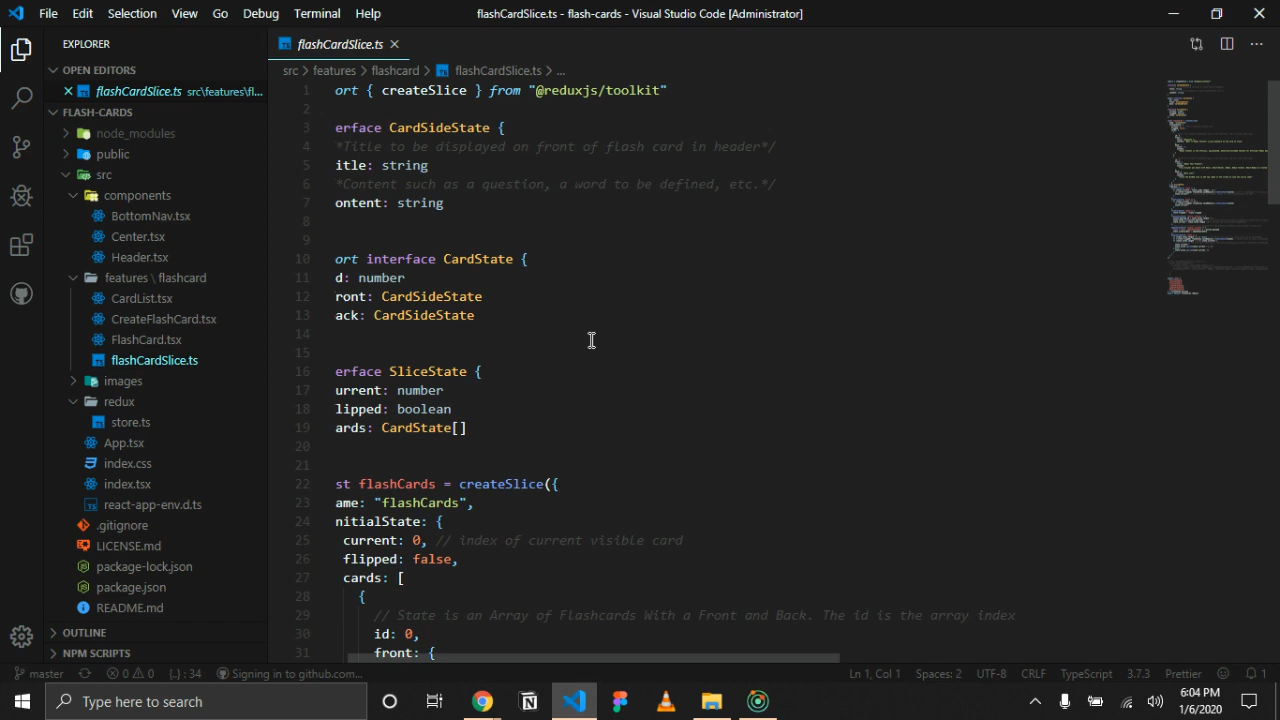 File Edit Selection View Go Debug Terminal Help flashCardSlice.ts - flash-cards - Visual Studio Code [Administrator]
EXPLORER
OPEN EDITORS
flashCardSlice.ts src\features\fl...
FLASH-CARDS
node_modules
public
src
components
BottomNav.tsx
Center.tsx
Header.tsx
features \ flashcard
CardList.tsx
CreateFlashCard.tsx
FlashCard.tsx
flashCardSlice.ts
images
redux
store.ts
App.tsx
index.css
index.tsx
react-app-env.d.ts
.gitignore
LICENSE.md
package-lock.json
package.json
README.md
OUTLINE
NPM SCRIPTS
flashCardSlice.ts
src > features > flashcard > flashCardSlice.ts > ...
1 ort { createSlice } from "@reduxjs/toolkit"
2
3 erface CardSideState {
4 *Title to be displayed on front of flash card in header*/
5 itle: string
6 *Content such as a question, a word to be defined, etc.*/
7 ontent: string
8
9
10 ort interface CardState {
11 d: number
12 ront: CardSideState
13 ack: CardSideState
14
15
16 erface SliceState {
17 urrent: number
18 lipped: boolean
19 ards: CardState[]
20
21
22 st flashCards = createSlice({
23 ame: "flashCards",
24 nitialState: {
25 current: 0, // index of current visible card
26 flipped: false,
27 cards: [
28 {
29 // State is an Array of Flashcards With a Front and Back. The id is the array index
30 id: 0,
31 front: {
master 0 0 {.} : 34 Signing in to github.com... Ln 1, Col 1 Spaces: 2 UTF-8 CRLF TypeScript 3.7.3 Prettier 1
Type here to search
6:04 PM
1/6/2020